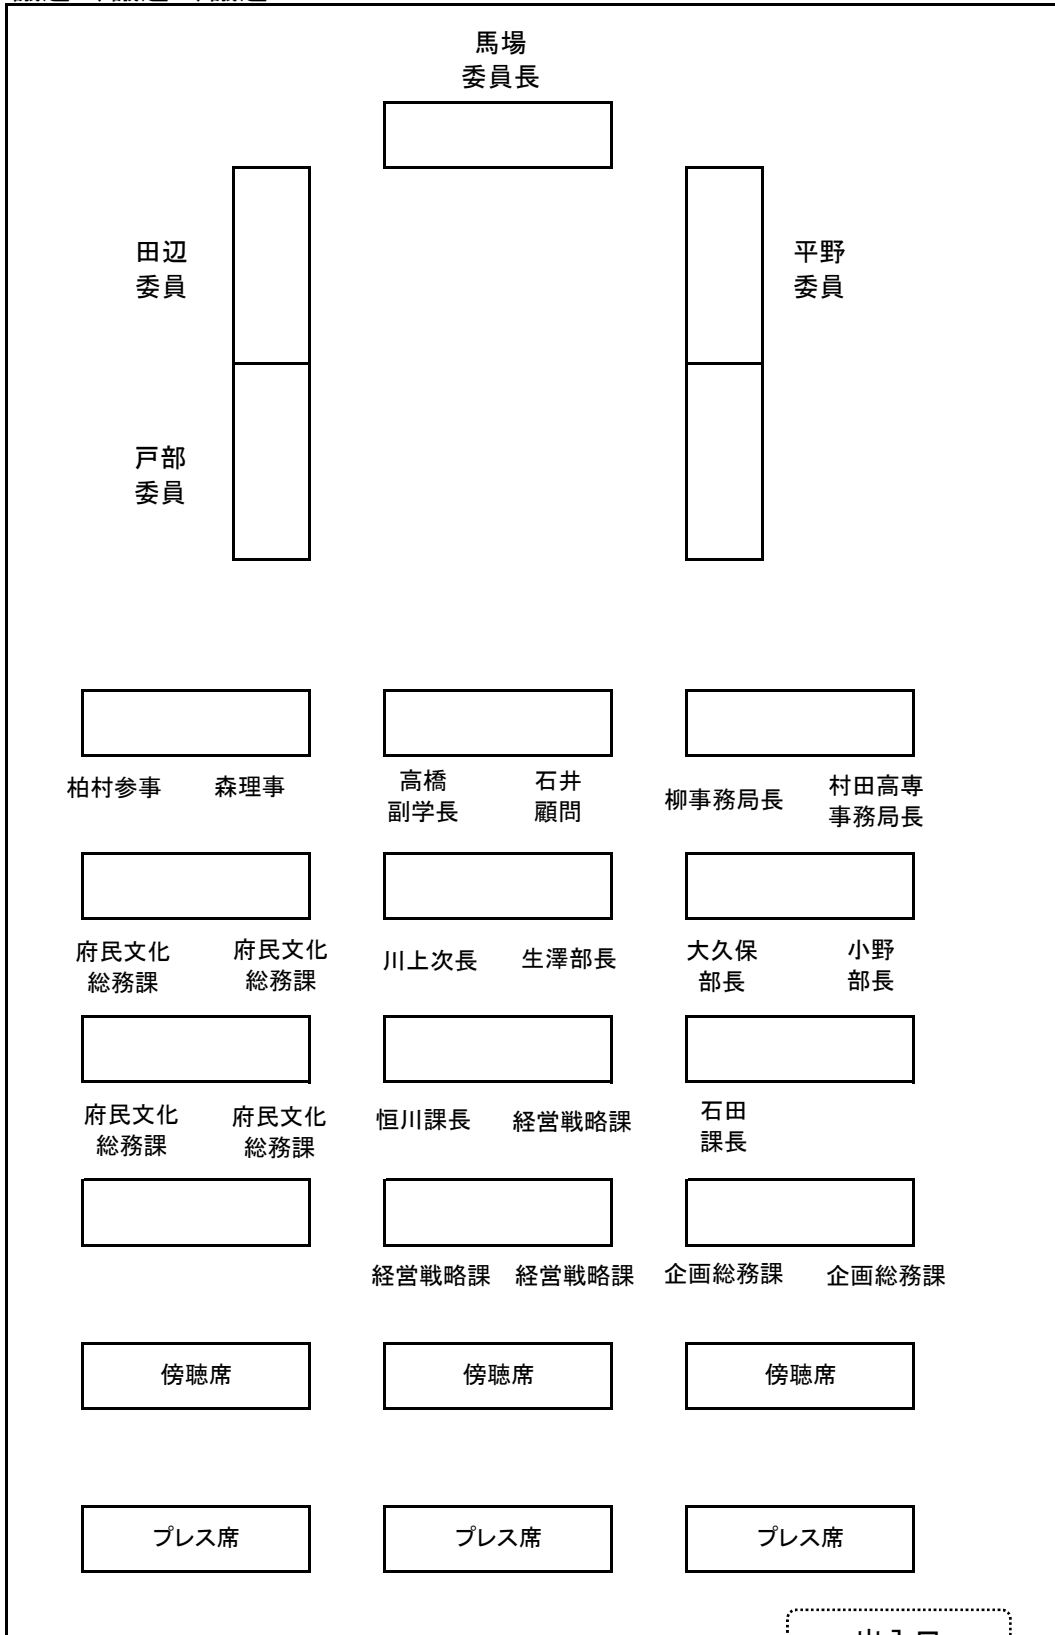 馬場
委員長
田辺
委員
平野
委員
戸部
委員
柏村参事
森理事
高橋
副学長
石井
顧問
柳事務局長
村田高専
事務局長
府民文化
総務課
府民文化
総務課
川上次長
生澤部長
大久保
部長
小野
部長
府民文化
総務課
府民文化
総務課
恒川課長
経営戦略課
石田
課長
経営戦略課
経営戦略課
企画総務課
企画総務課
傍聴席
傍聴席
傍聴席
プレス席
プレス席
プレス席
出入口